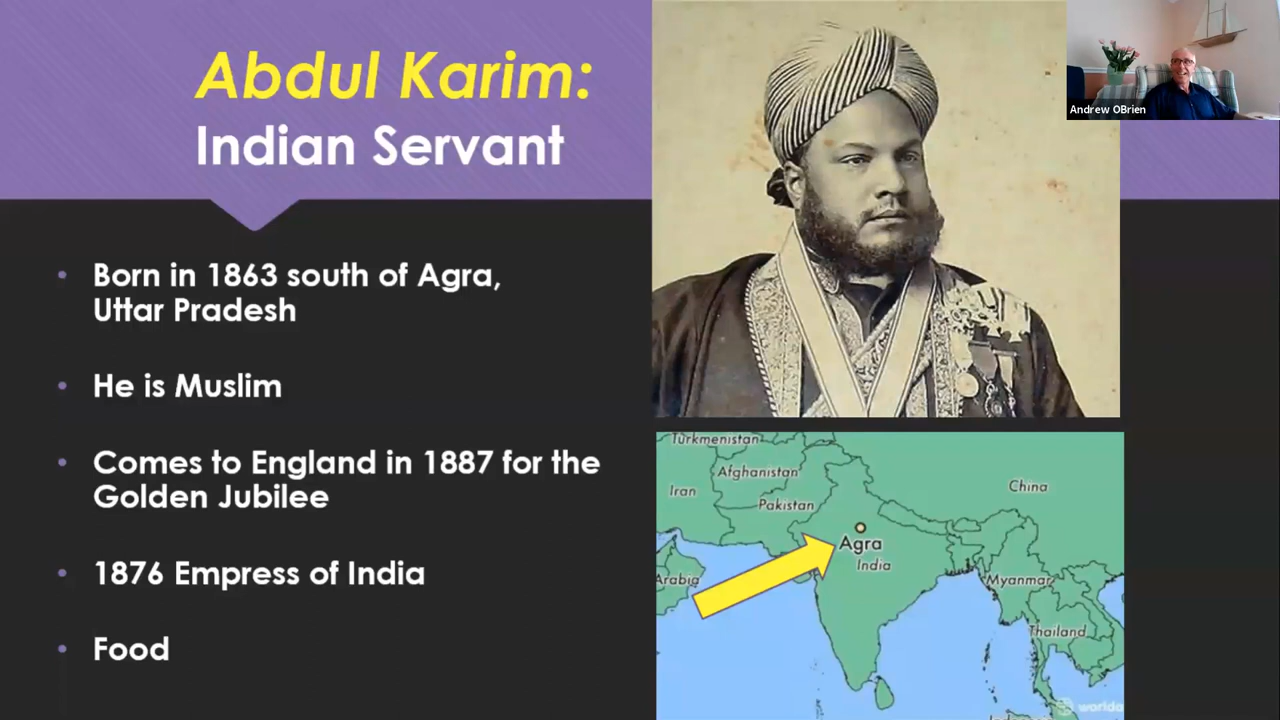 Abdul Karim:
Indian Servant
Andrew OBrien
Born in 1863 south of Agra,
Uttar Pradesh
He is Muslim
Comes to England in 1887 for the
Golden Jubilee
1876 Empress of India
Food
Turkmenistan
Afghanistan
Iran
China
Pakistan
Agra
India
Arabia
Myanmar
Thailand